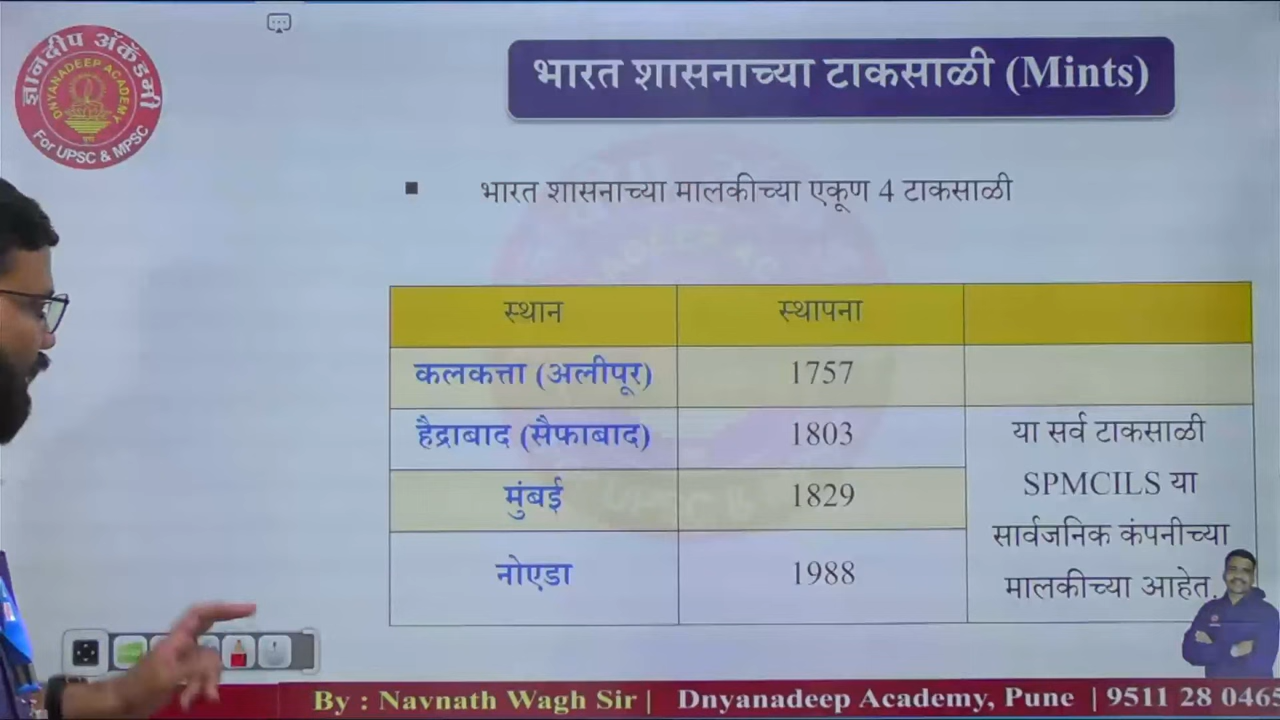 ज्ञानदीप ॲकॅडमी
DNYANADEEP ACADEMY
पुणे
For UPSC & MPSC
भारत शासनाच्या टाकसाळी (Mints)
▪ भारत शासनाच्या मालकीच्या एकूण 4 टाकसाळी
स्थान स्थापना
कलकत्ता (अलीपूर) 1757
हैद्राबाद (सैफाबाद) 1803
मुंबई 1829
नोएडा 1988
या सर्व टाकसाळी
SPMCILS या
सार्वजनिक कंपनीच्या
मालकीच्या आहेत.
By : Navnath Wagh Sir | Dnyanadeep Academy, Pune | 9511 28 0465